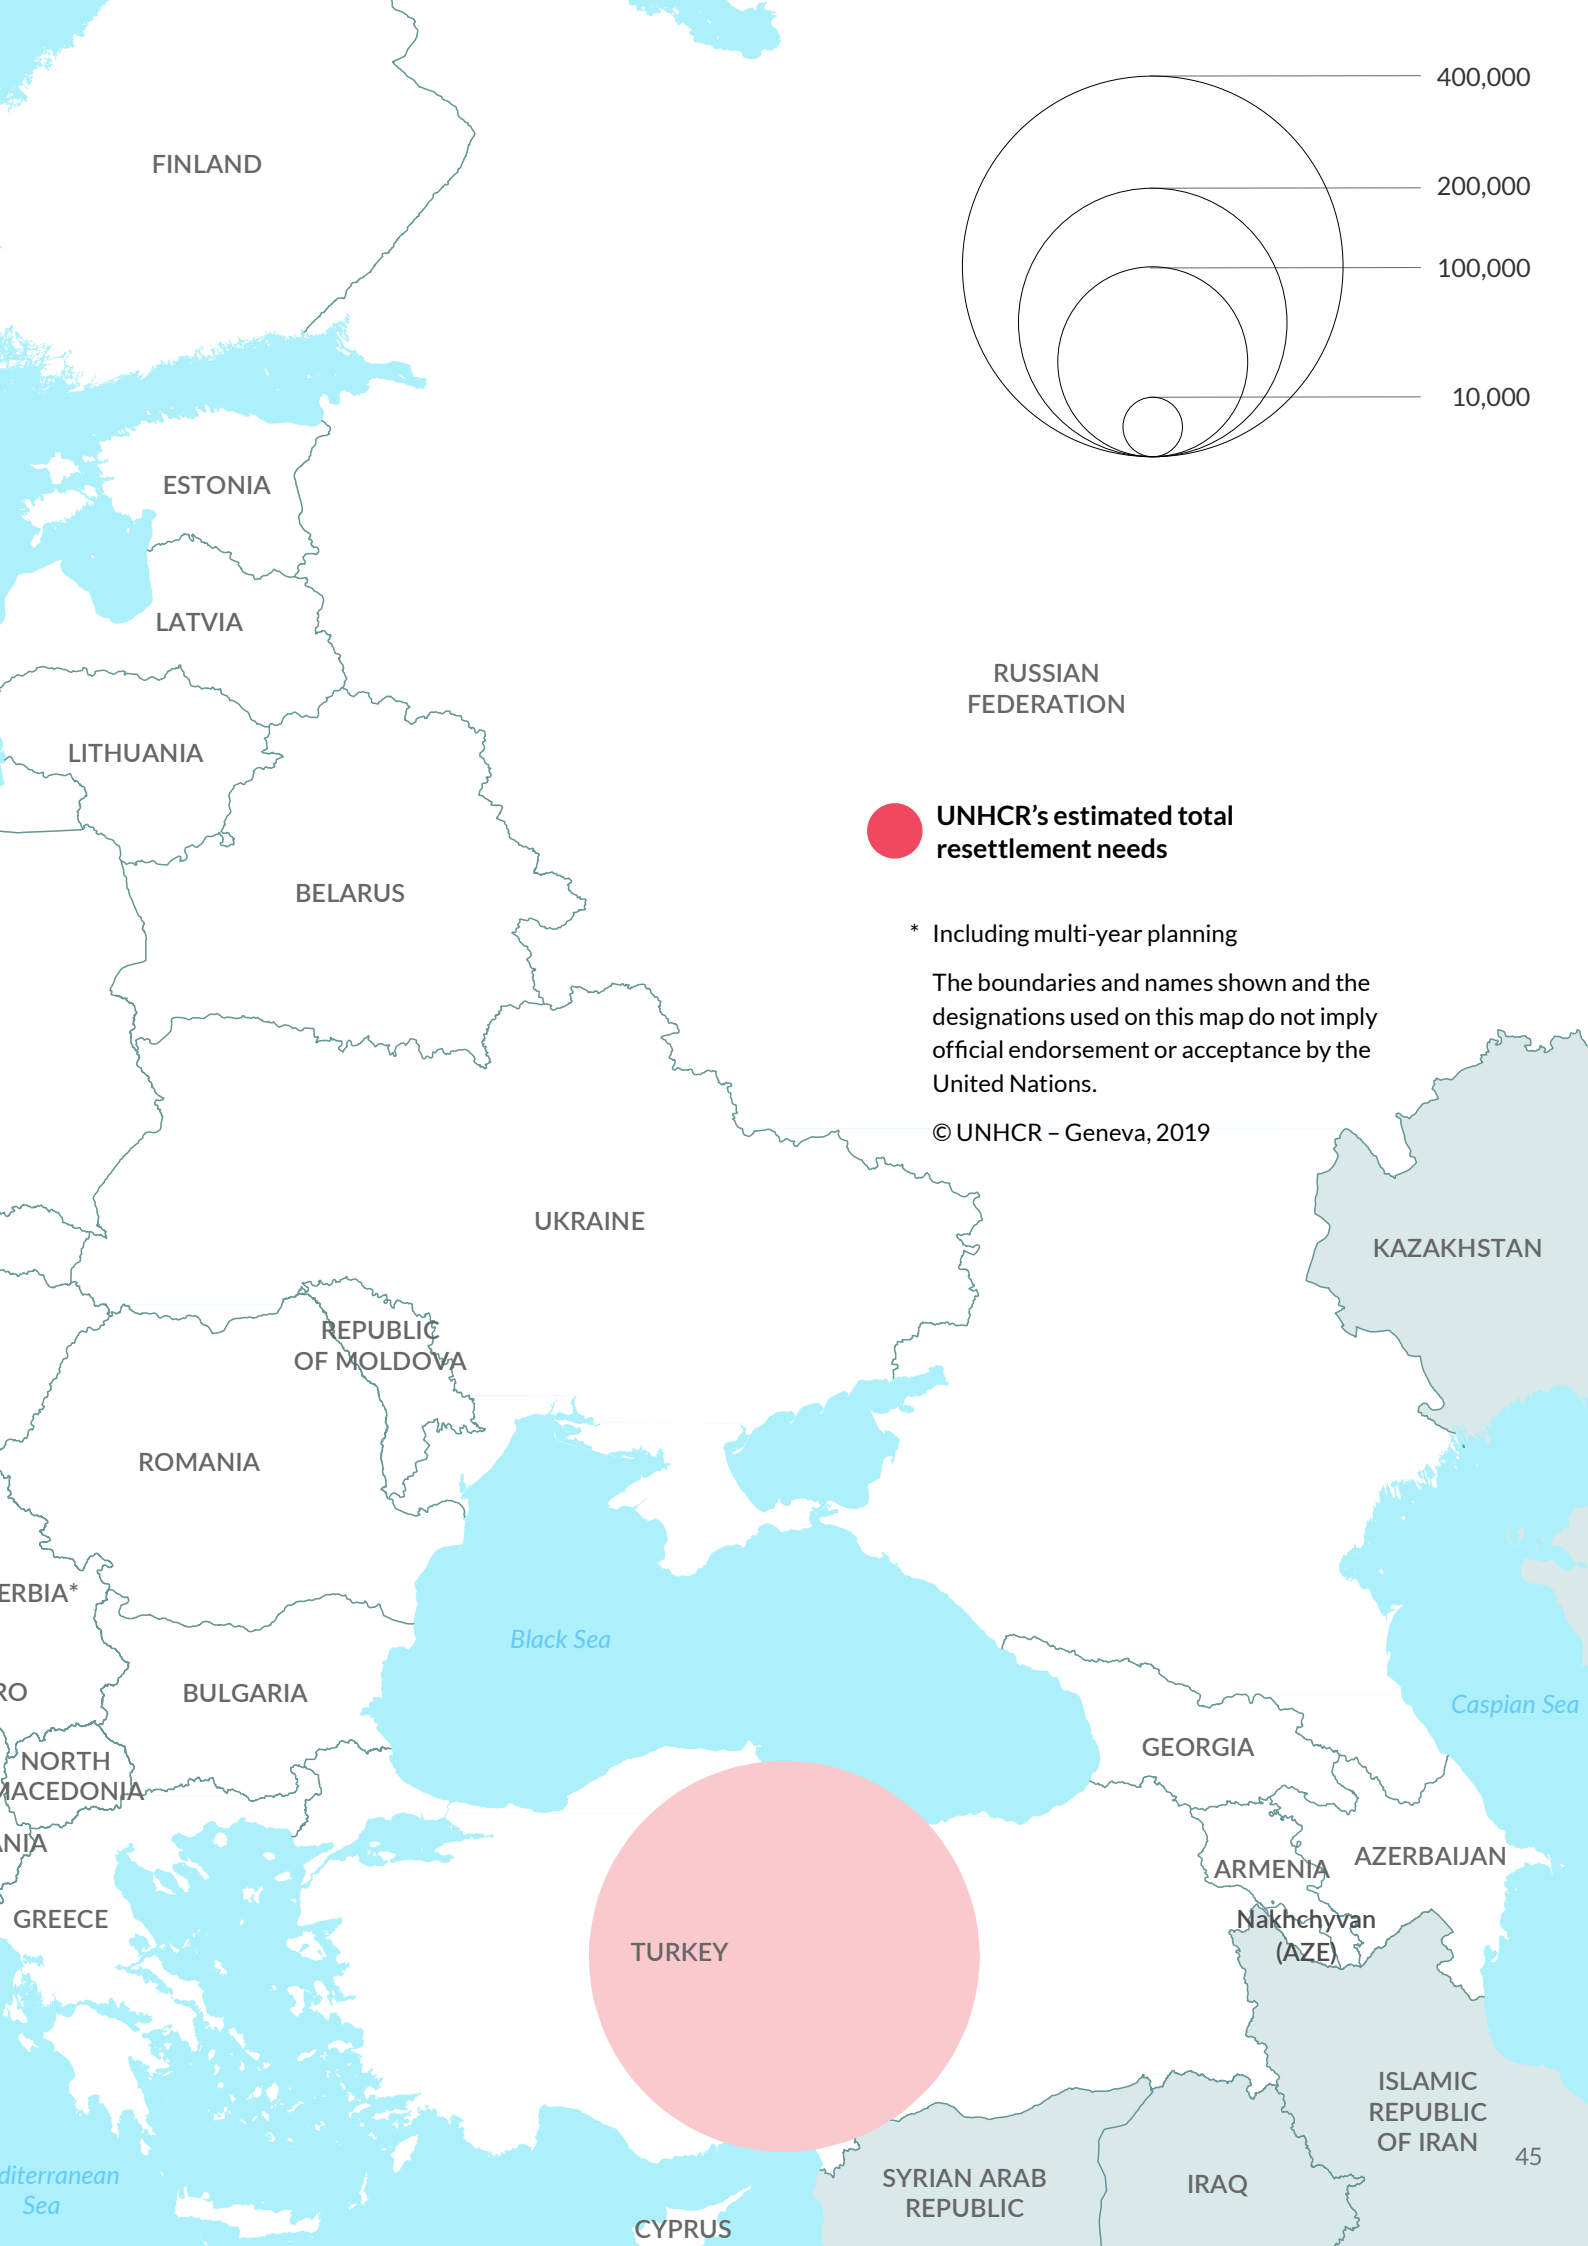 400,000
FINLAND
200,000
100,000
10,000
ESTONIA
LATVIA
RUSSIAN
FEDERATION
LITHUANIA
UNHCR’s estimated total
resettlement needs
BELARUS
* Including multi-year planning
The boundaries and names shown and the
designations used on this map do not imply
official endorsement or acceptance by the
United Nations.
© UNHCR – Geneva, 2019
UKRAINE
KAZAKHSTAN
REPUBLIC
OF MOLDOVA
ROMANIA
ERBIA*
Black Sea
RO
BULGARIA
Caspian Sea
GEORGIA
NORTH
MACEDONIA
ANIA
AZERBAIJAN
ARMENIA
GREECE
Nakhchyvan
(AZE)
TURKEY
ISLAMIC
REPUBLIC
OF IRAN
45
diterranean
Sea
SYRIAN ARAB
REPUBLIC
IRAQ
CYPRUS